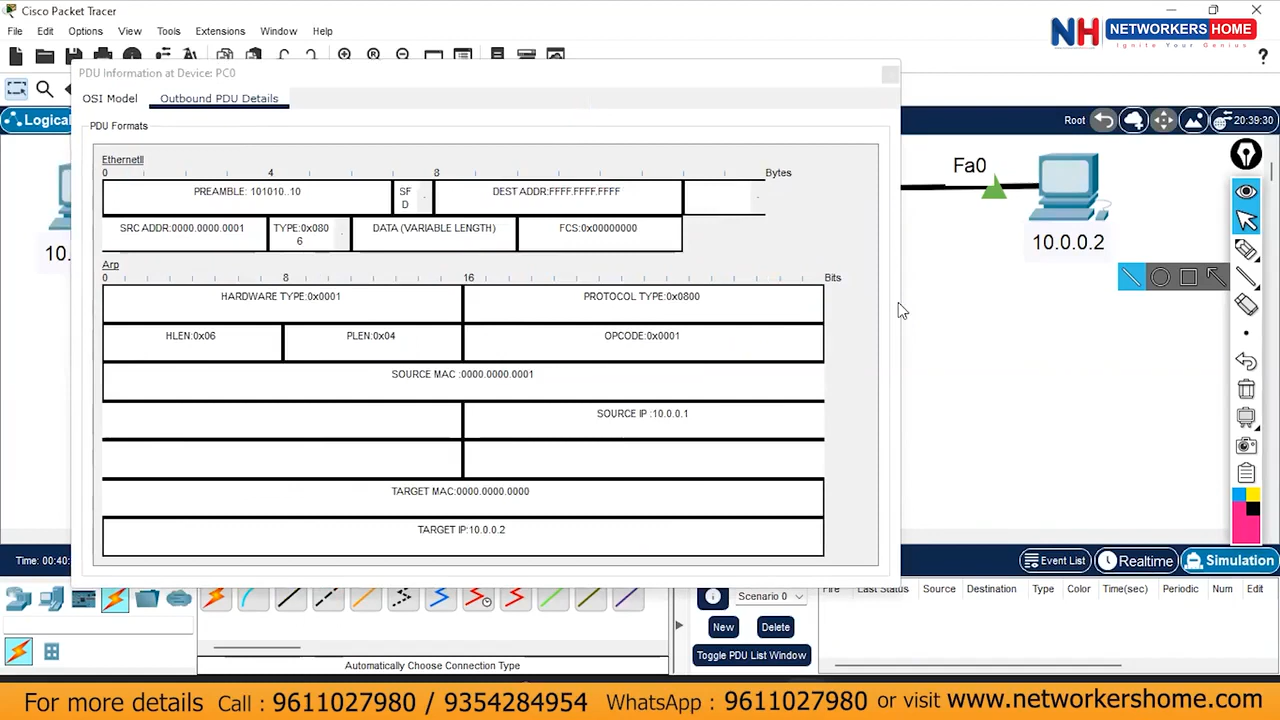 Cisco Packet Tracer
File Edit Options View Tools Extensions Window Help
NH NETWORKERS HOME
Ignite Your Genius
?
PDU Information at Device: PC0
OSI Model Outbound PDU Details
Logical
Root
20:39:30
PDU Formats
EthernetII
0 4 8 Bytes
PREAMBLE: 101010..10
SF
D
DEST ADDR:FFFF.FFFF.FFFF
SRC ADDR:0000.0000.0001
TYPE:0x080
6
DATA (VARIABLE LENGTH)
FCS:0x00000000
Arp
0 8 16 Bits
HARDWARE TYPE:0x0001 PROTOCOL TYPE:0x0800
HLEN:0x06 PLEN:0x04 OPCODE:0x0001
SOURCE MAC :0000.0000.0001
SOURCE IP :10.0.0.1
TARGET MAC:0000.0000.0000
TARGET IP:10.0.0.2
10.
Fa0
10.0.0.2
Time: 00:40:
Event List Realtime Simulation
Scenario 0
Fire Last Status Source Destination Type Color Time(sec) Periodic Num Edit
New Delete
Toggle PDU List Window
Automatically Choose Connection Type
For more details Call : 9611027980 / 9354284954 WhatsApp : 9611027980 or visit www.networkershome.com